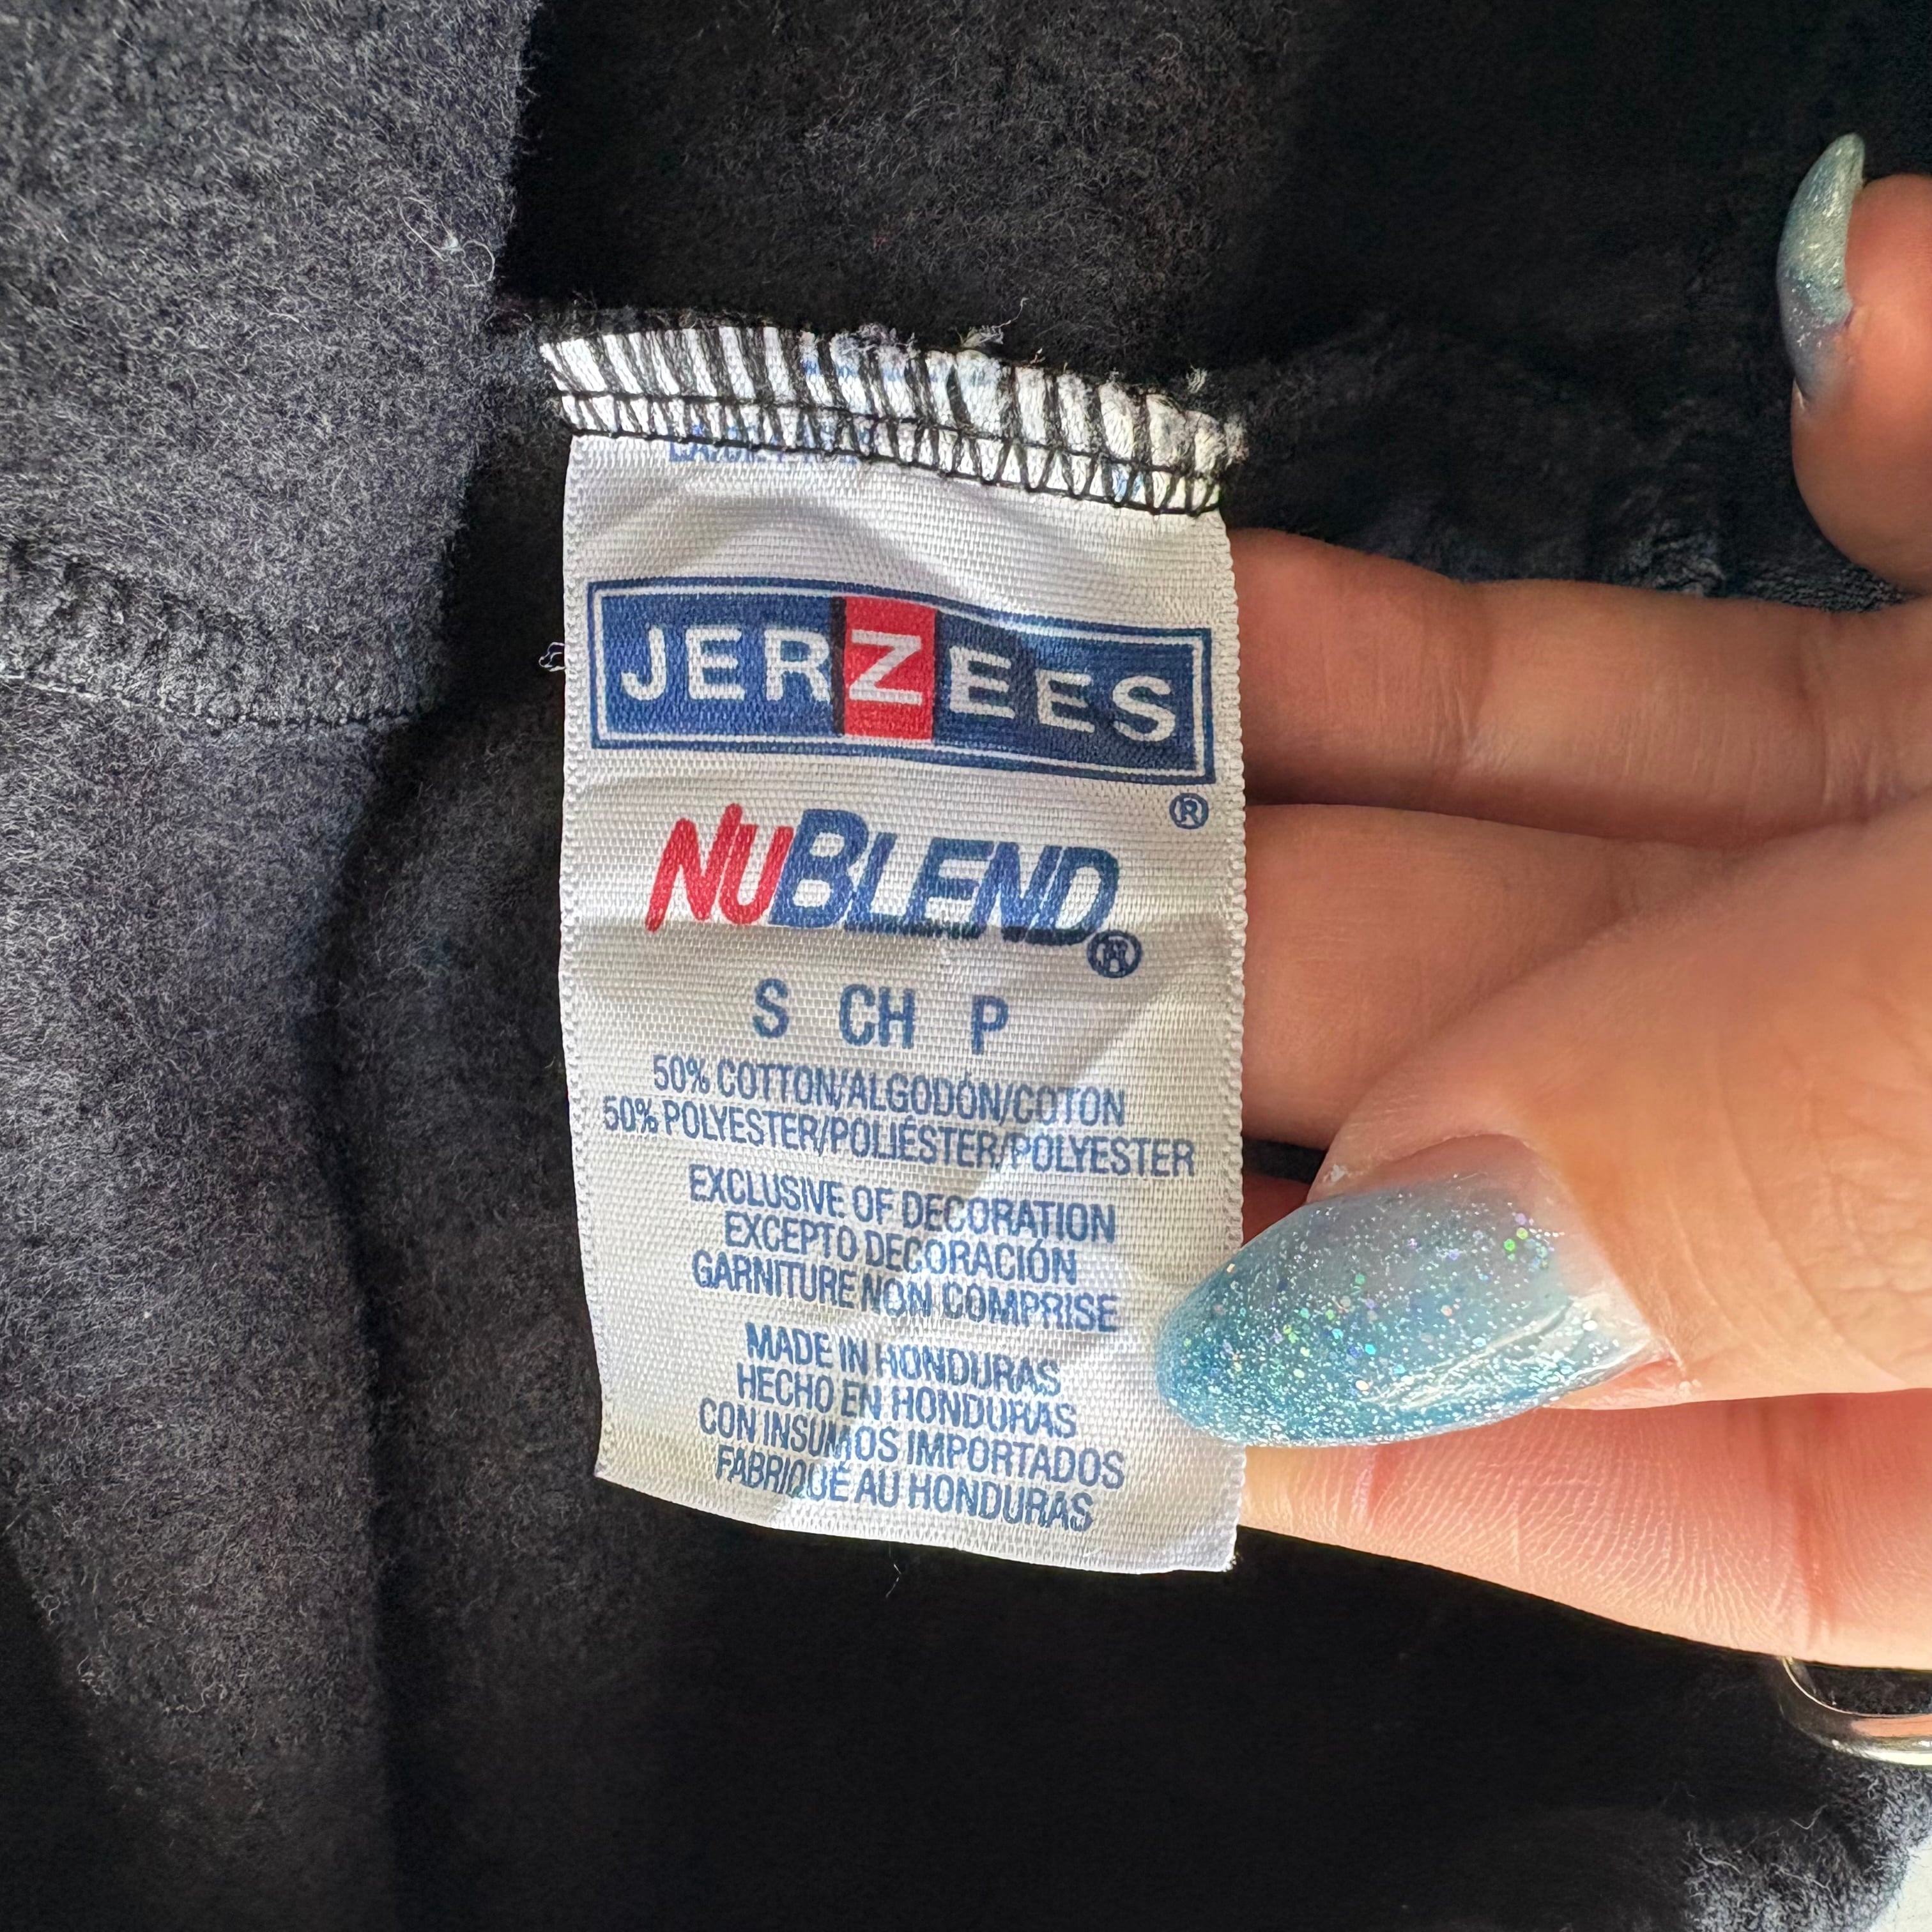 JERZEES
®
NUBLEND®
S CH P
50% COTTON/ALGODÓN/COTON
50% POLYESTER/POLIÉSTER/POLYESTER
EXCLUSIVE OF DECORATION
EXCEPTO DECORACIÓN
GARNITURE NON COMPRISE
MADE IN HONDURAS
HECHO EN HONDURAS
CON INSUMOS IMPORTADOS
FABRIQUÉ AU HONDURAS